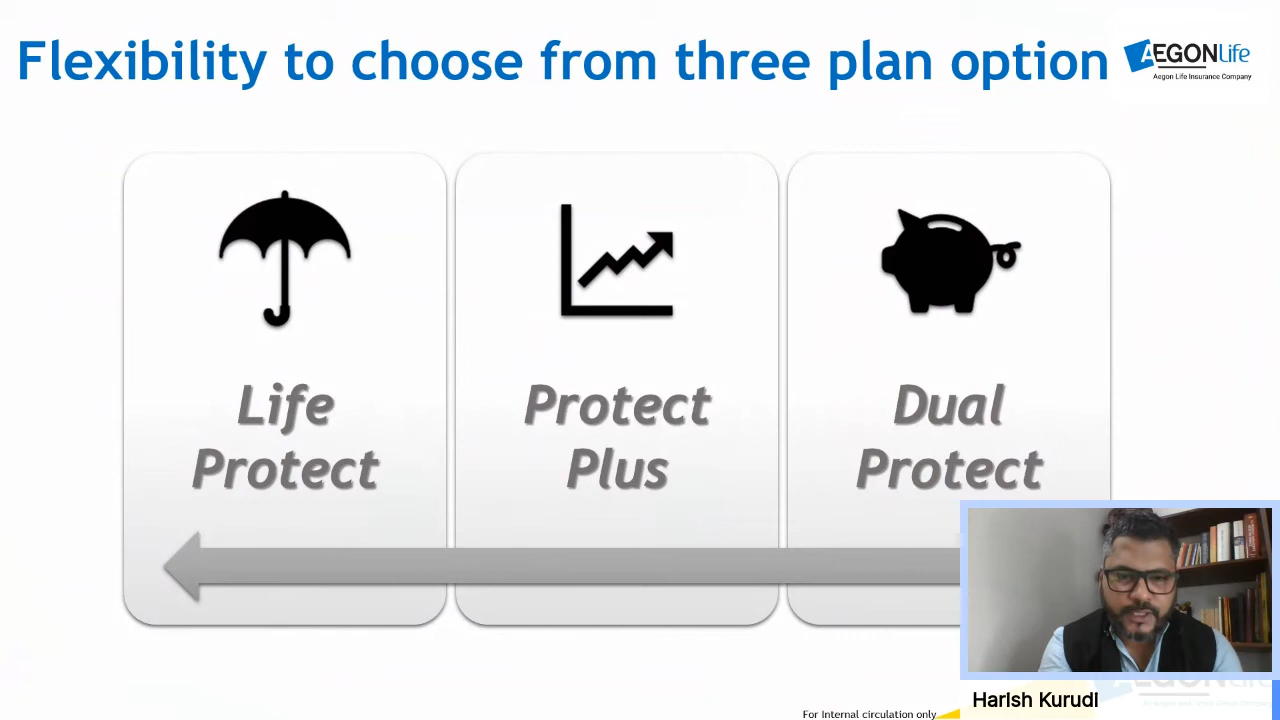 Flexibility to choose from three plan option
AEGONLife
Aegon Life Insurance Company
Life
Protect
Protect
Plus
Dual
Protect
Harish Kurudi
AEGONLife
For Internal circulation only